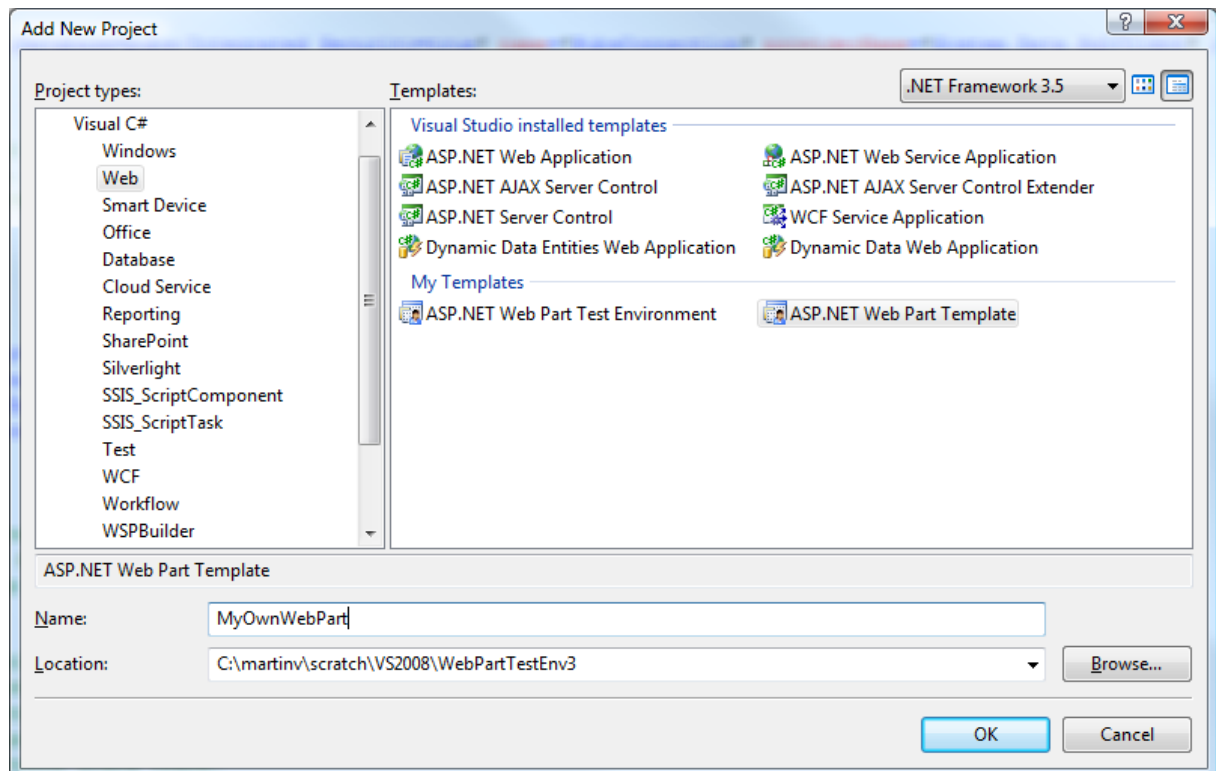 Add New Project
Project types:
Templates:
.NET Framework 3.5
Visual C#
Windows
Web
Smart Device
Office
Database
Cloud Service
Reporting
SharePoint
Silverlight
SSIS_ScriptComponent
SSIS_ScriptTask
Test
WCF
Workflow
WSPBuilder
Visual Studio installed templates
ASP.NET Web Application
ASP.NET Web Service Application
ASP.NET AJAX Server Control
ASP.NET AJAX Server Control Extender
ASP.NET Server Control
WCF Service Application
Dynamic Data Entities Web Application
Dynamic Data Web Application
My Templates
ASP.NET Web Part Test Environment
ASP.NET Web Part Template
ASP.NET Web Part Template
Name:
MyOwnWebPart
Location:
C:\martinv\scratch\VS2008\WebPartTestEnv3
Browse...
OK
Cancel